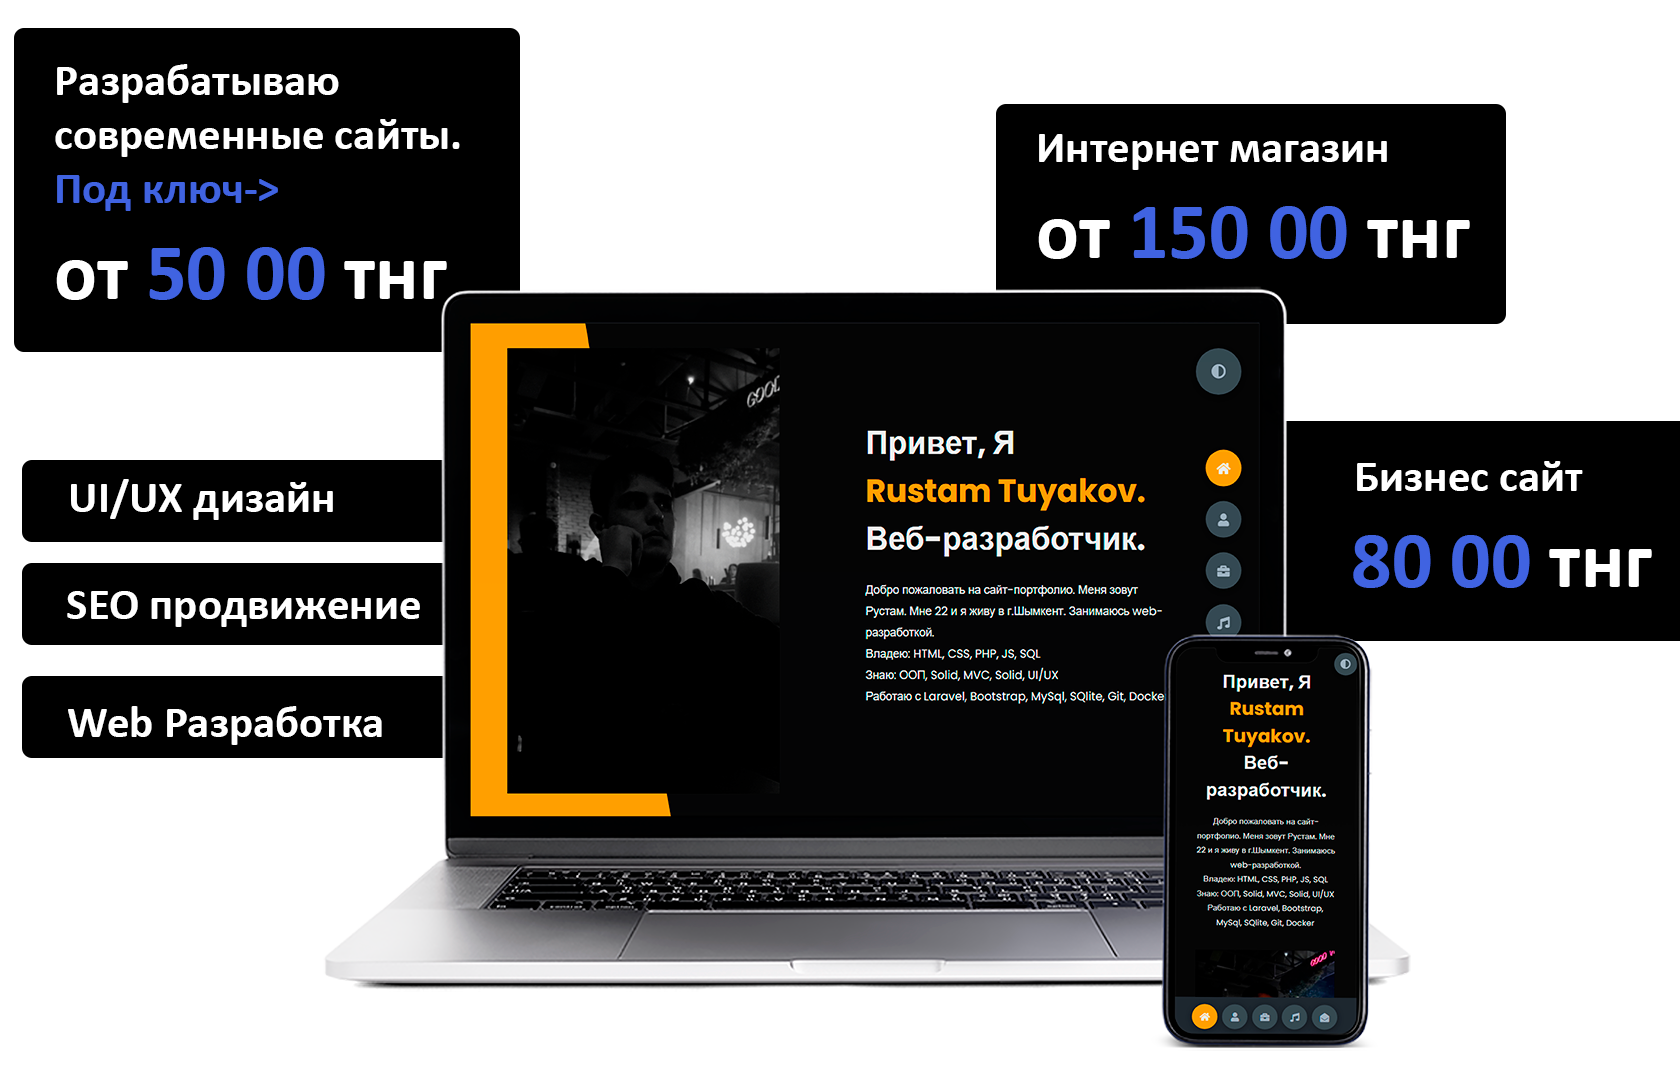 Разрабатываю
современные сайты.
Под ключ->
от 50 00 тнг
Интернет магазин
от 150 00 тнг
UI/UX дизайн
SEO продвижение
Web Разработка
Бизнес сайт
80 00 тнг
GOOD
Привет, Я
Rustam Tuyakov.
Веб-разработчик.
Добро пожаловать на сайт-портфолио. Меня зовут
Рустам. Мне 22 и я живу в г.Шымкент. Занимаюсь web-
разработкой.
Владею: HTML, CSS, PHP, JS, SQL
Знаю: ООП, Solid, MVC, Solid, UI/UX
Работаю с Laravel, Bootstrap, MySql, SQlite, Git, Docke
Привет, Я
Rustam
Tuyakov.
Веб-
разработчик.
Добро пожаловать на сайт-
портфолио. Меня зовут Рустам. Мне
22 и я живу в г.Шымкент. Занимаюсь
web-разработкой.
Владею: HTML, CSS, PHP, JS, SQL
Знаю: ООП, Solid, MVC, Solid, UI/UX
Работаю с Laravel, Bootstrap,
MySql, SQlite, Git, Docker
GOOD